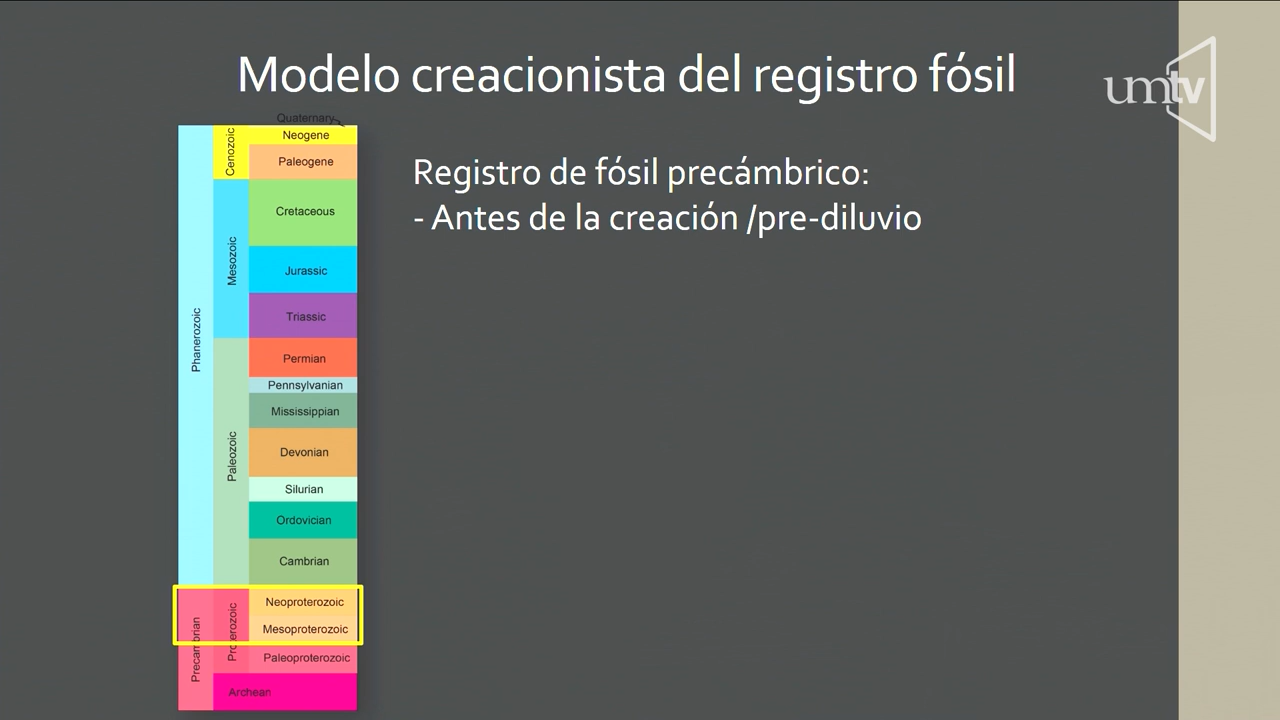 Modelo creacionista del registro fósil
umtv
Registro de fósil precámbrico:
- Antes de la creación /pre-diluvio
Quaternary
Neogene
Paleogene
Cretaceous
Jurassic
Triassic
Permian
Pennsylvanian
Mississippian
Devonian
Silurian
Ordovician
Cambrian
Neoproterozoic
Mesoproterozoic
Paleoproterozoic
Archean
Cenozoic
Mesozoic
Paleozoic
Proterozoic
Phanerozoic
Precambrian